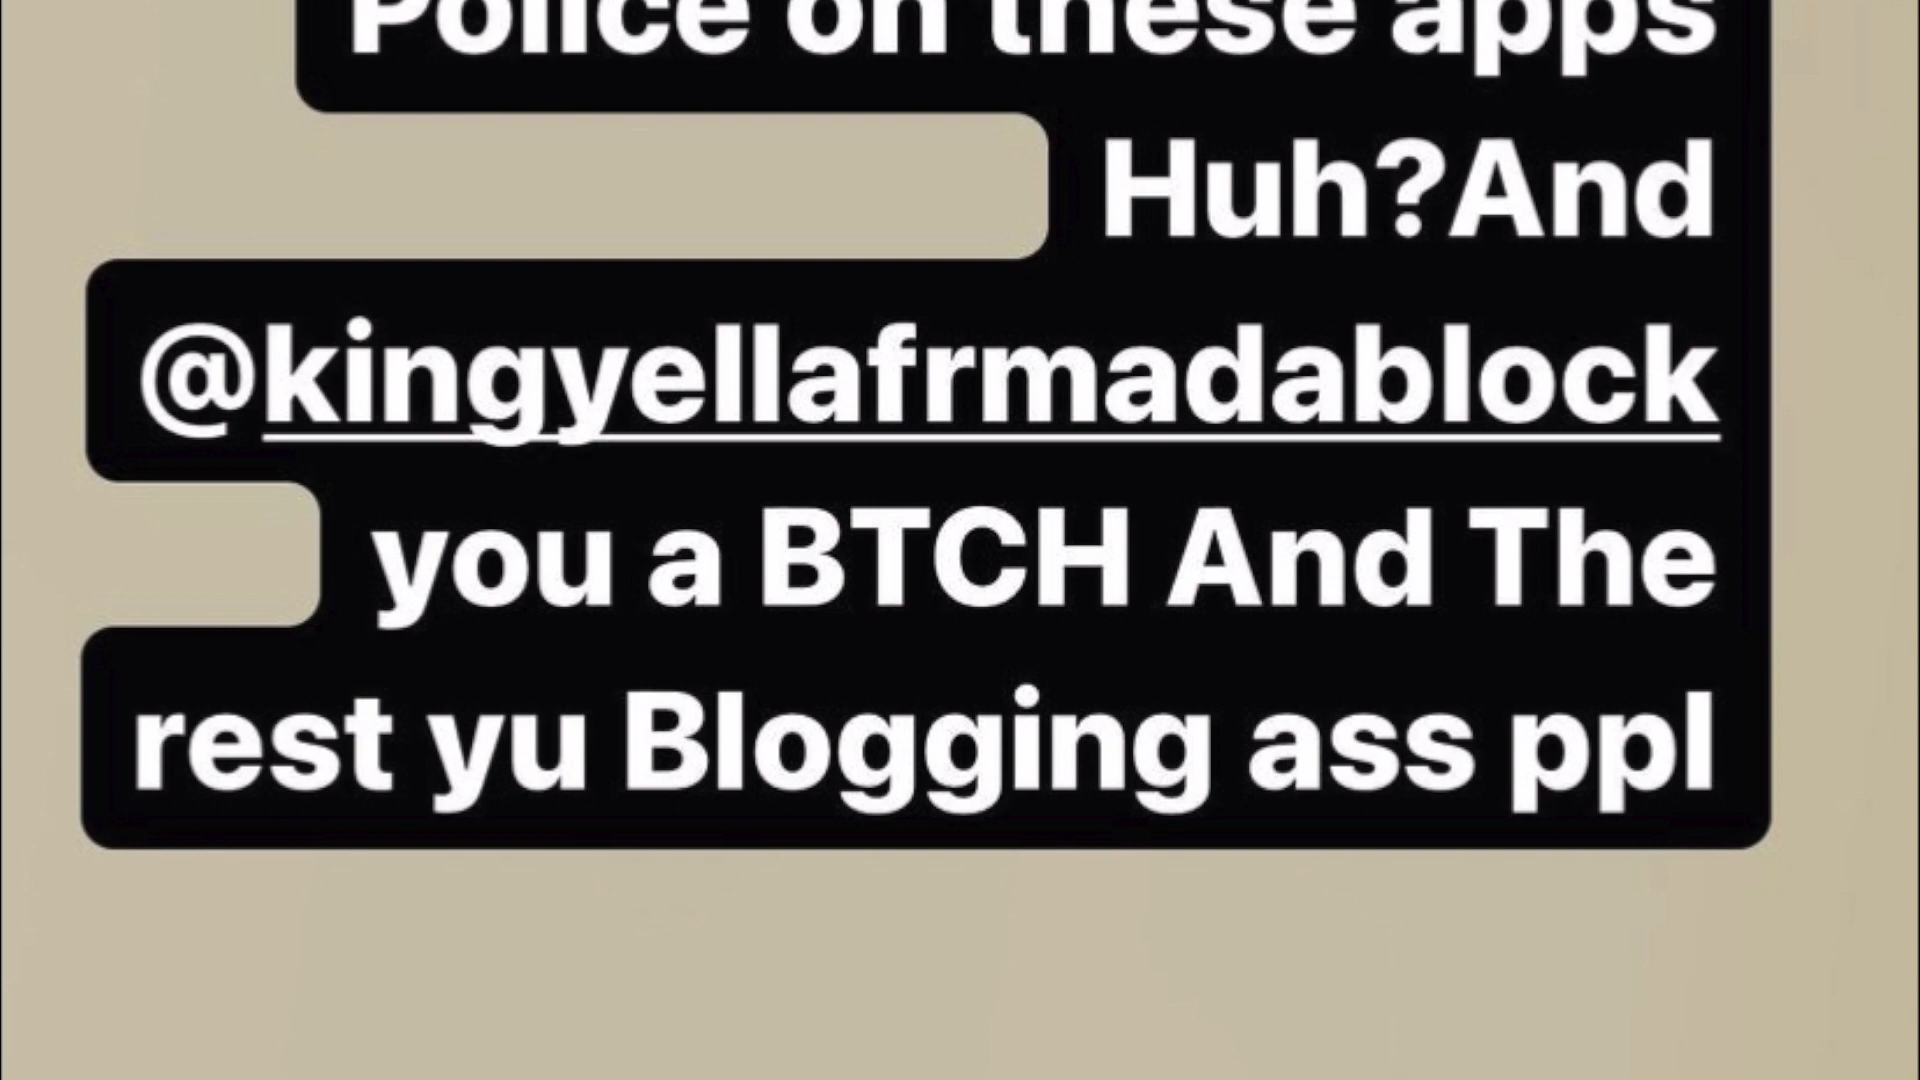 Police on these apps
Huh?And
@kingyellafrmadablock
you a BTCH And The
rest yu Blogging ass ppl